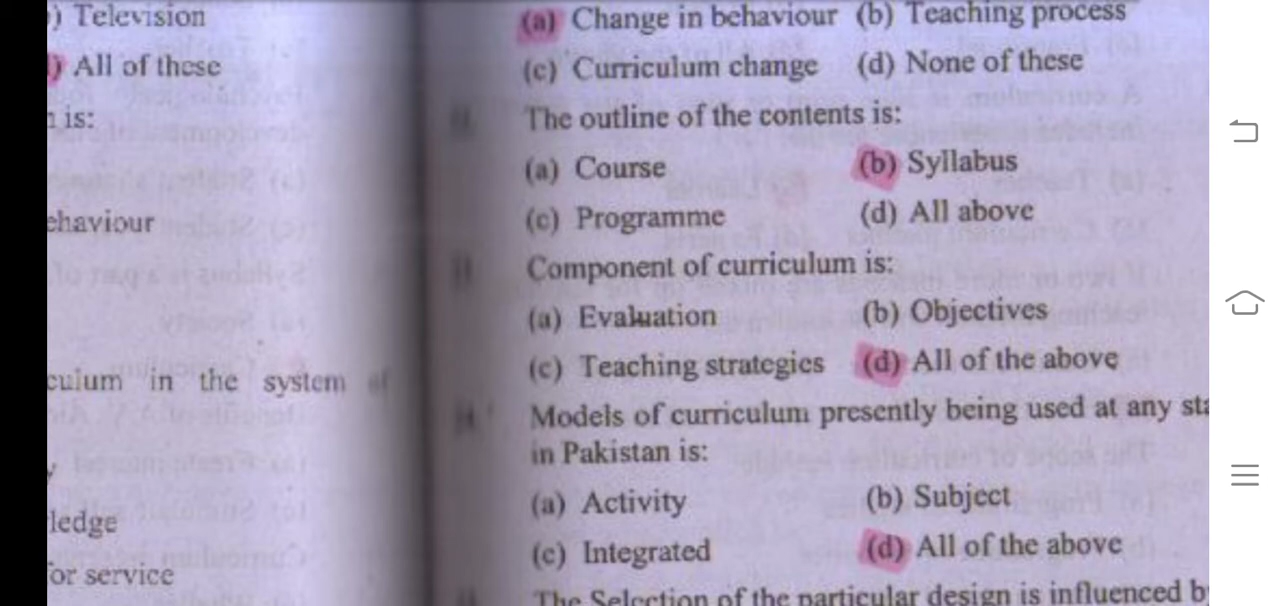 ) Television
) All of these
is:
ehaviour
culum in the system
ledge
or service
(a) Change in behaviour (b) Teaching process
(c) Curriculum change (d) None of these
The outline of the contents is:
(a) Course (b) Syllabus
(c) Programme (d) All above
Component of curriculum is:
(a) Evaluation (b) Objectives
(c) Teaching strategies (d) All of the above
Models of curriculum presently being used at any sta
in Pakistan is:
(a) Activity (b) Subject
(c) Integrated (d) All of the above
The Selection of the particular design is influenced b